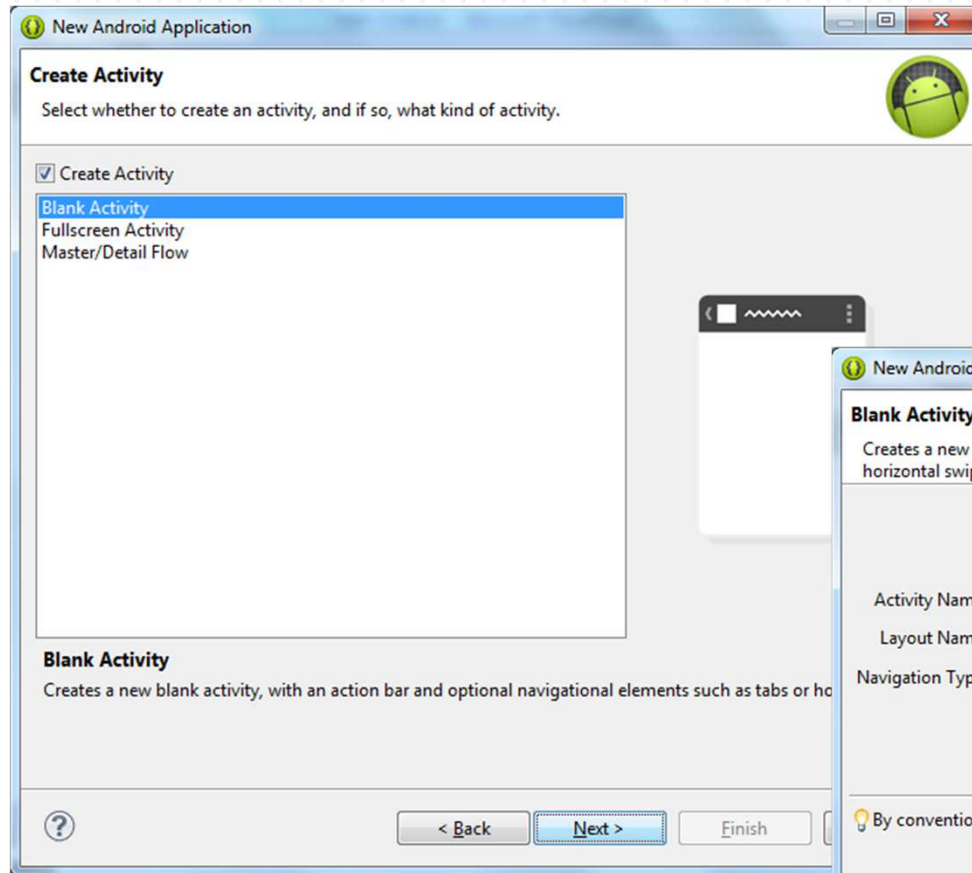 New Android Application
Create Activity
Select whether to create an activity, and if so, what kind of activity.
Create Activity
Blank Activity
Fullscreen Activity
Master/Detail Flow
Blank Activity
Creates a new blank activity, with an action bar and optional navigational elements such as tabs or ho
< Back
Next >
Finish
New Android
Blank Activity
Creates a new
horizontal swip
Activity Nam
Layout Nam
Navigation Typ
By conventio